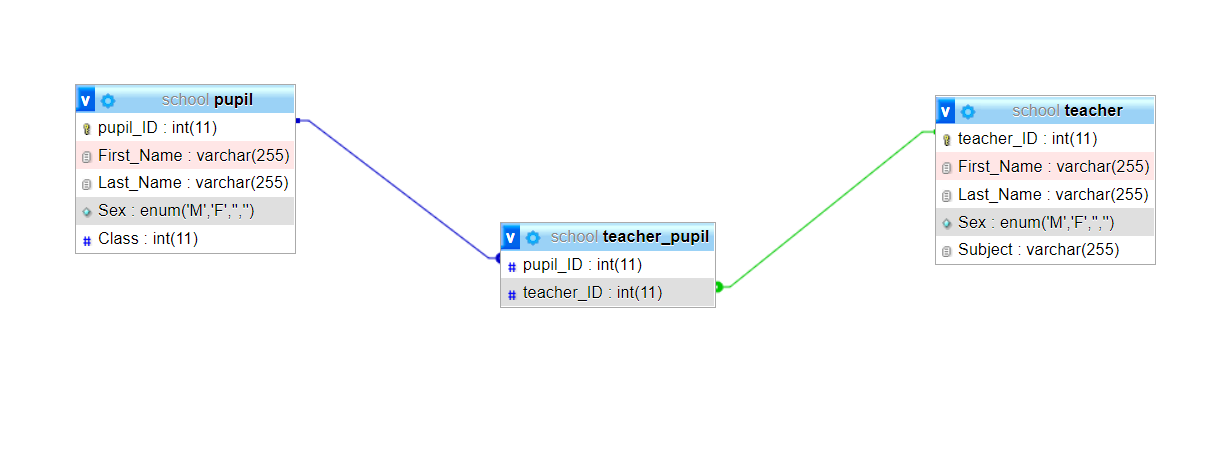 v school pupil
pupil_ID : int(11)
First_Name : varchar(255)
Last_Name : varchar(255)
Sex : enum('M','F','','')
# Class : int(11)
v school teacher_pupil
# pupil_ID : int(11)
# teacher_ID : int(11)
v school teacher
teacher_ID : int(11)
First_Name : varchar(255)
Last_Name : varchar(255)
Sex : enum('M','F','','')
Subject : varchar(255)